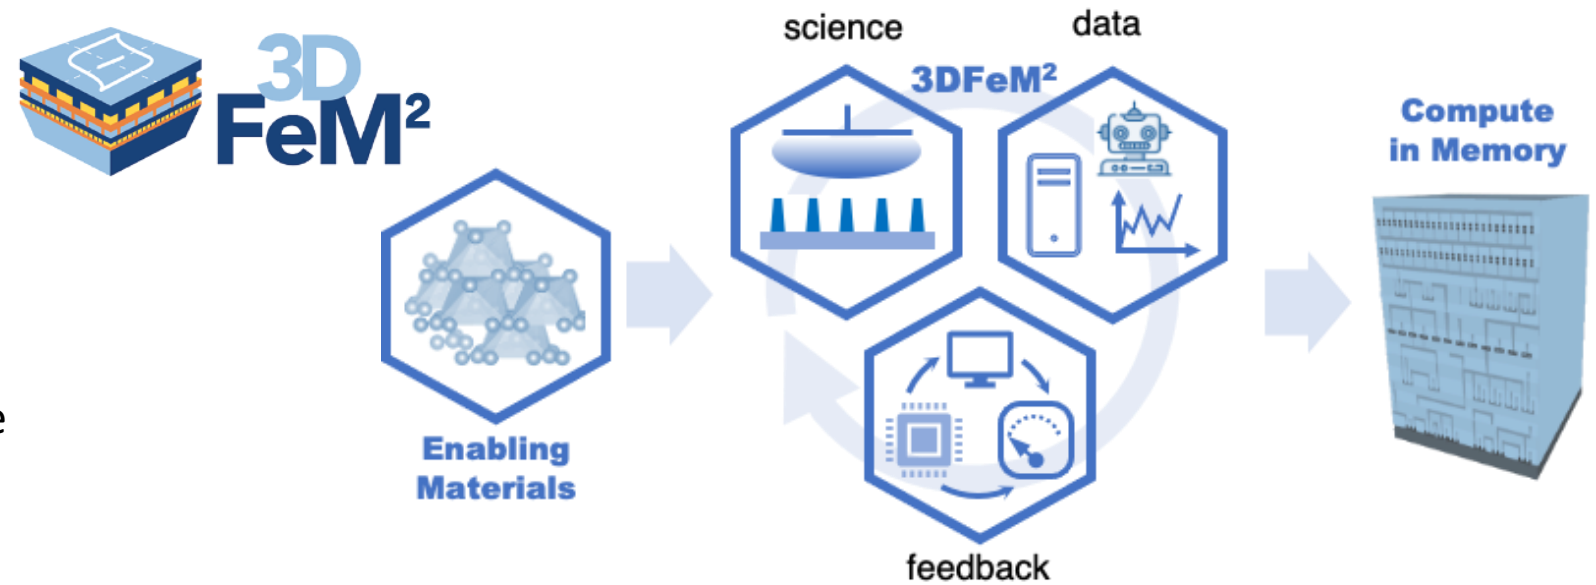 3D
FeM²
science
data
3DFeM²
Compute
in Memory
e
Enabling
Materials
feedback